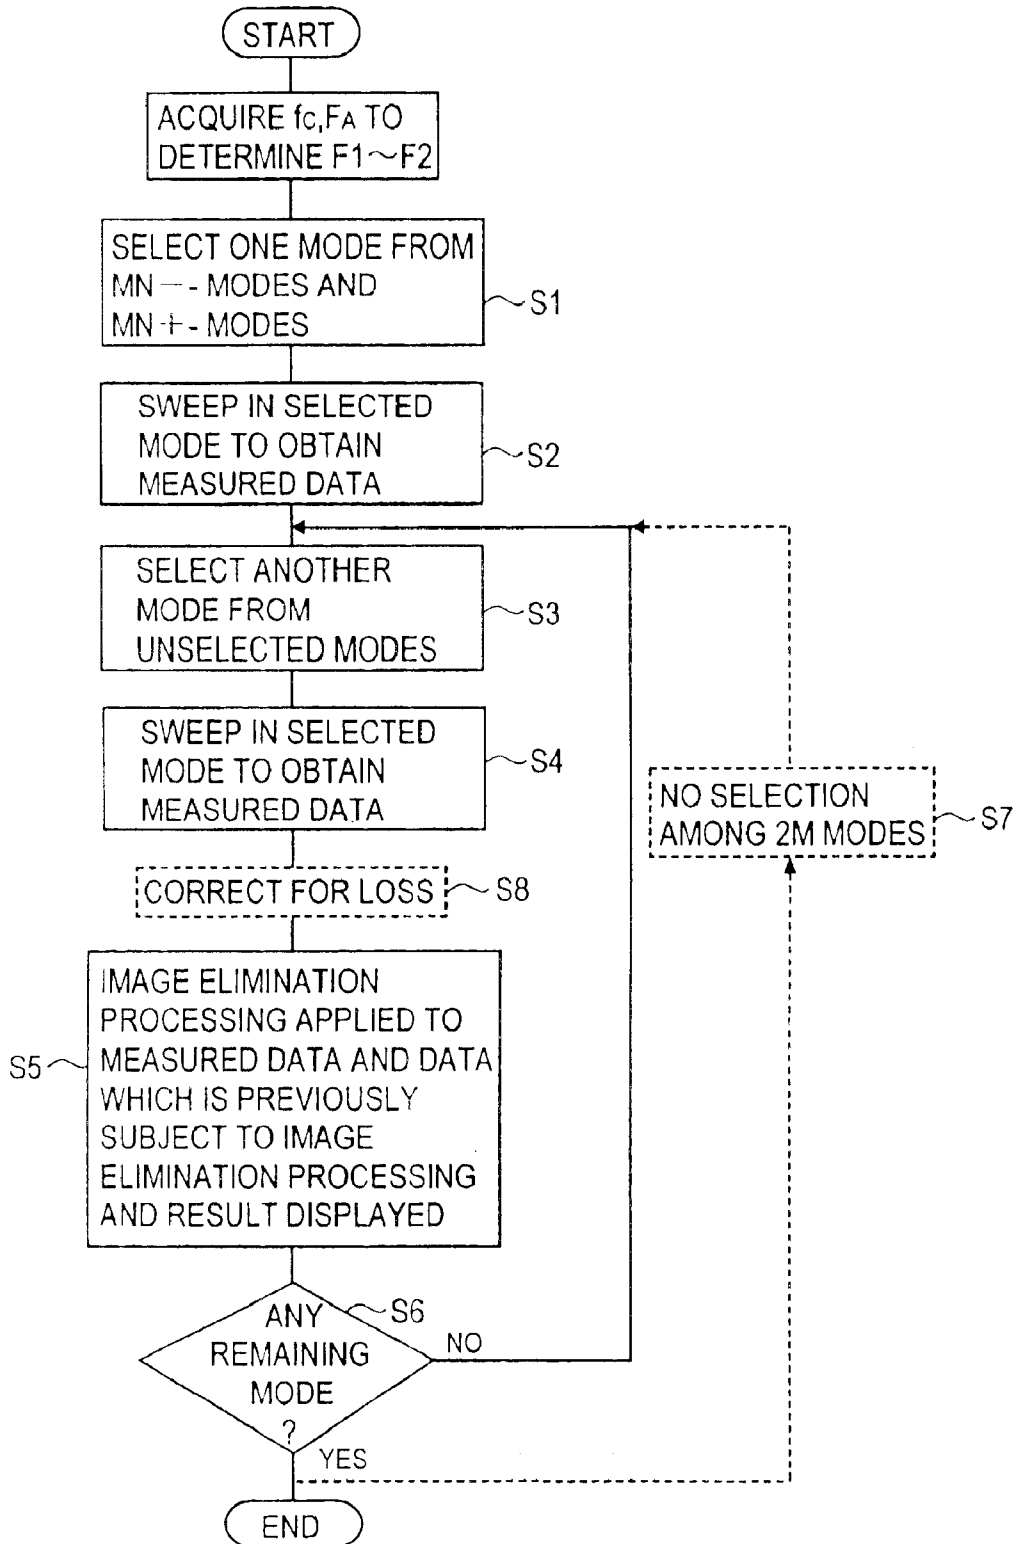 START
ACQUIRE fC,FA TO
DETERMINE F1~F2
SELECT ONE MODE FROM
MN — - MODES AND
MN + - MODES
S1
SWEEP IN SELECTED
MODE TO OBTAIN
MEASURED DATA
S2
SELECT ANOTHER
MODE FROM
UNSELECTED MODES
S3
SWEEP IN SELECTED
MODE TO OBTAIN
MEASURED DATA
S4
NO SELECTION
AMONG 2M MODES
S7
CORRECT FOR LOSS
S8
IMAGE ELIMINATION
PROCESSING APPLIED TO
MEASURED DATA AND DATA
WHICH IS PREVIOUSLY
SUBJECT TO IMAGE
ELIMINATION PROCESSING
AND RESULT DISPLAYED
S5
ANY
REMAINING
MODE
?
S6
NO
YES
END